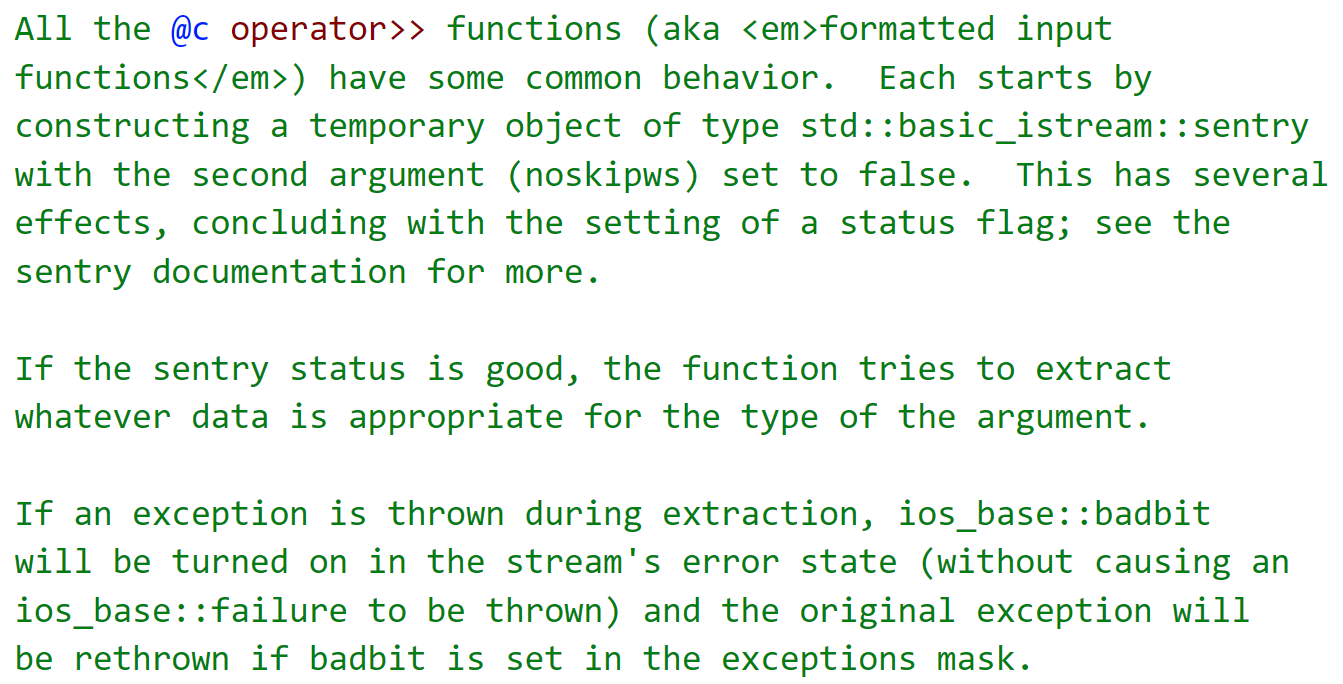 All the @c operator>> functions (aka <em>formatted input
functions</em>) have some common behavior.  Each starts by
constructing a temporary object of type std::basic_istream::sentry
with the second argument (noskipws) set to false.  This has several
effects, concluding with the setting of a status flag; see the
sentry documentation for more.

If the sentry status is good, the function tries to extract
whatever data is appropriate for the type of the argument.

If an exception is thrown during extraction, ios_base::badbit
will be turned on in the stream's error state (without causing an
ios_base::failure to be thrown) and the original exception will
be rethrown if badbit is set in the exceptions mask.